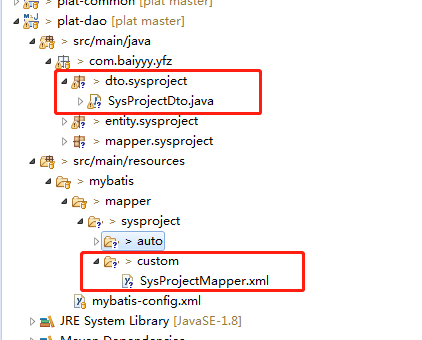 > plat-common [plat master]
> plat-dao [plat master]
> src/main/java
> com.baiyyy.yfz
> dto.sysproject
> SysProjectDto.java
> entity.sysproject
> mapper.sysproject
> src/main/resources
> mybatis
> mapper
> sysproject
> auto
> custom
SysProjectMapper.xml
mybatis-config.xml
JRE System Library [JavaSE-1.8]
Maven Dependencies